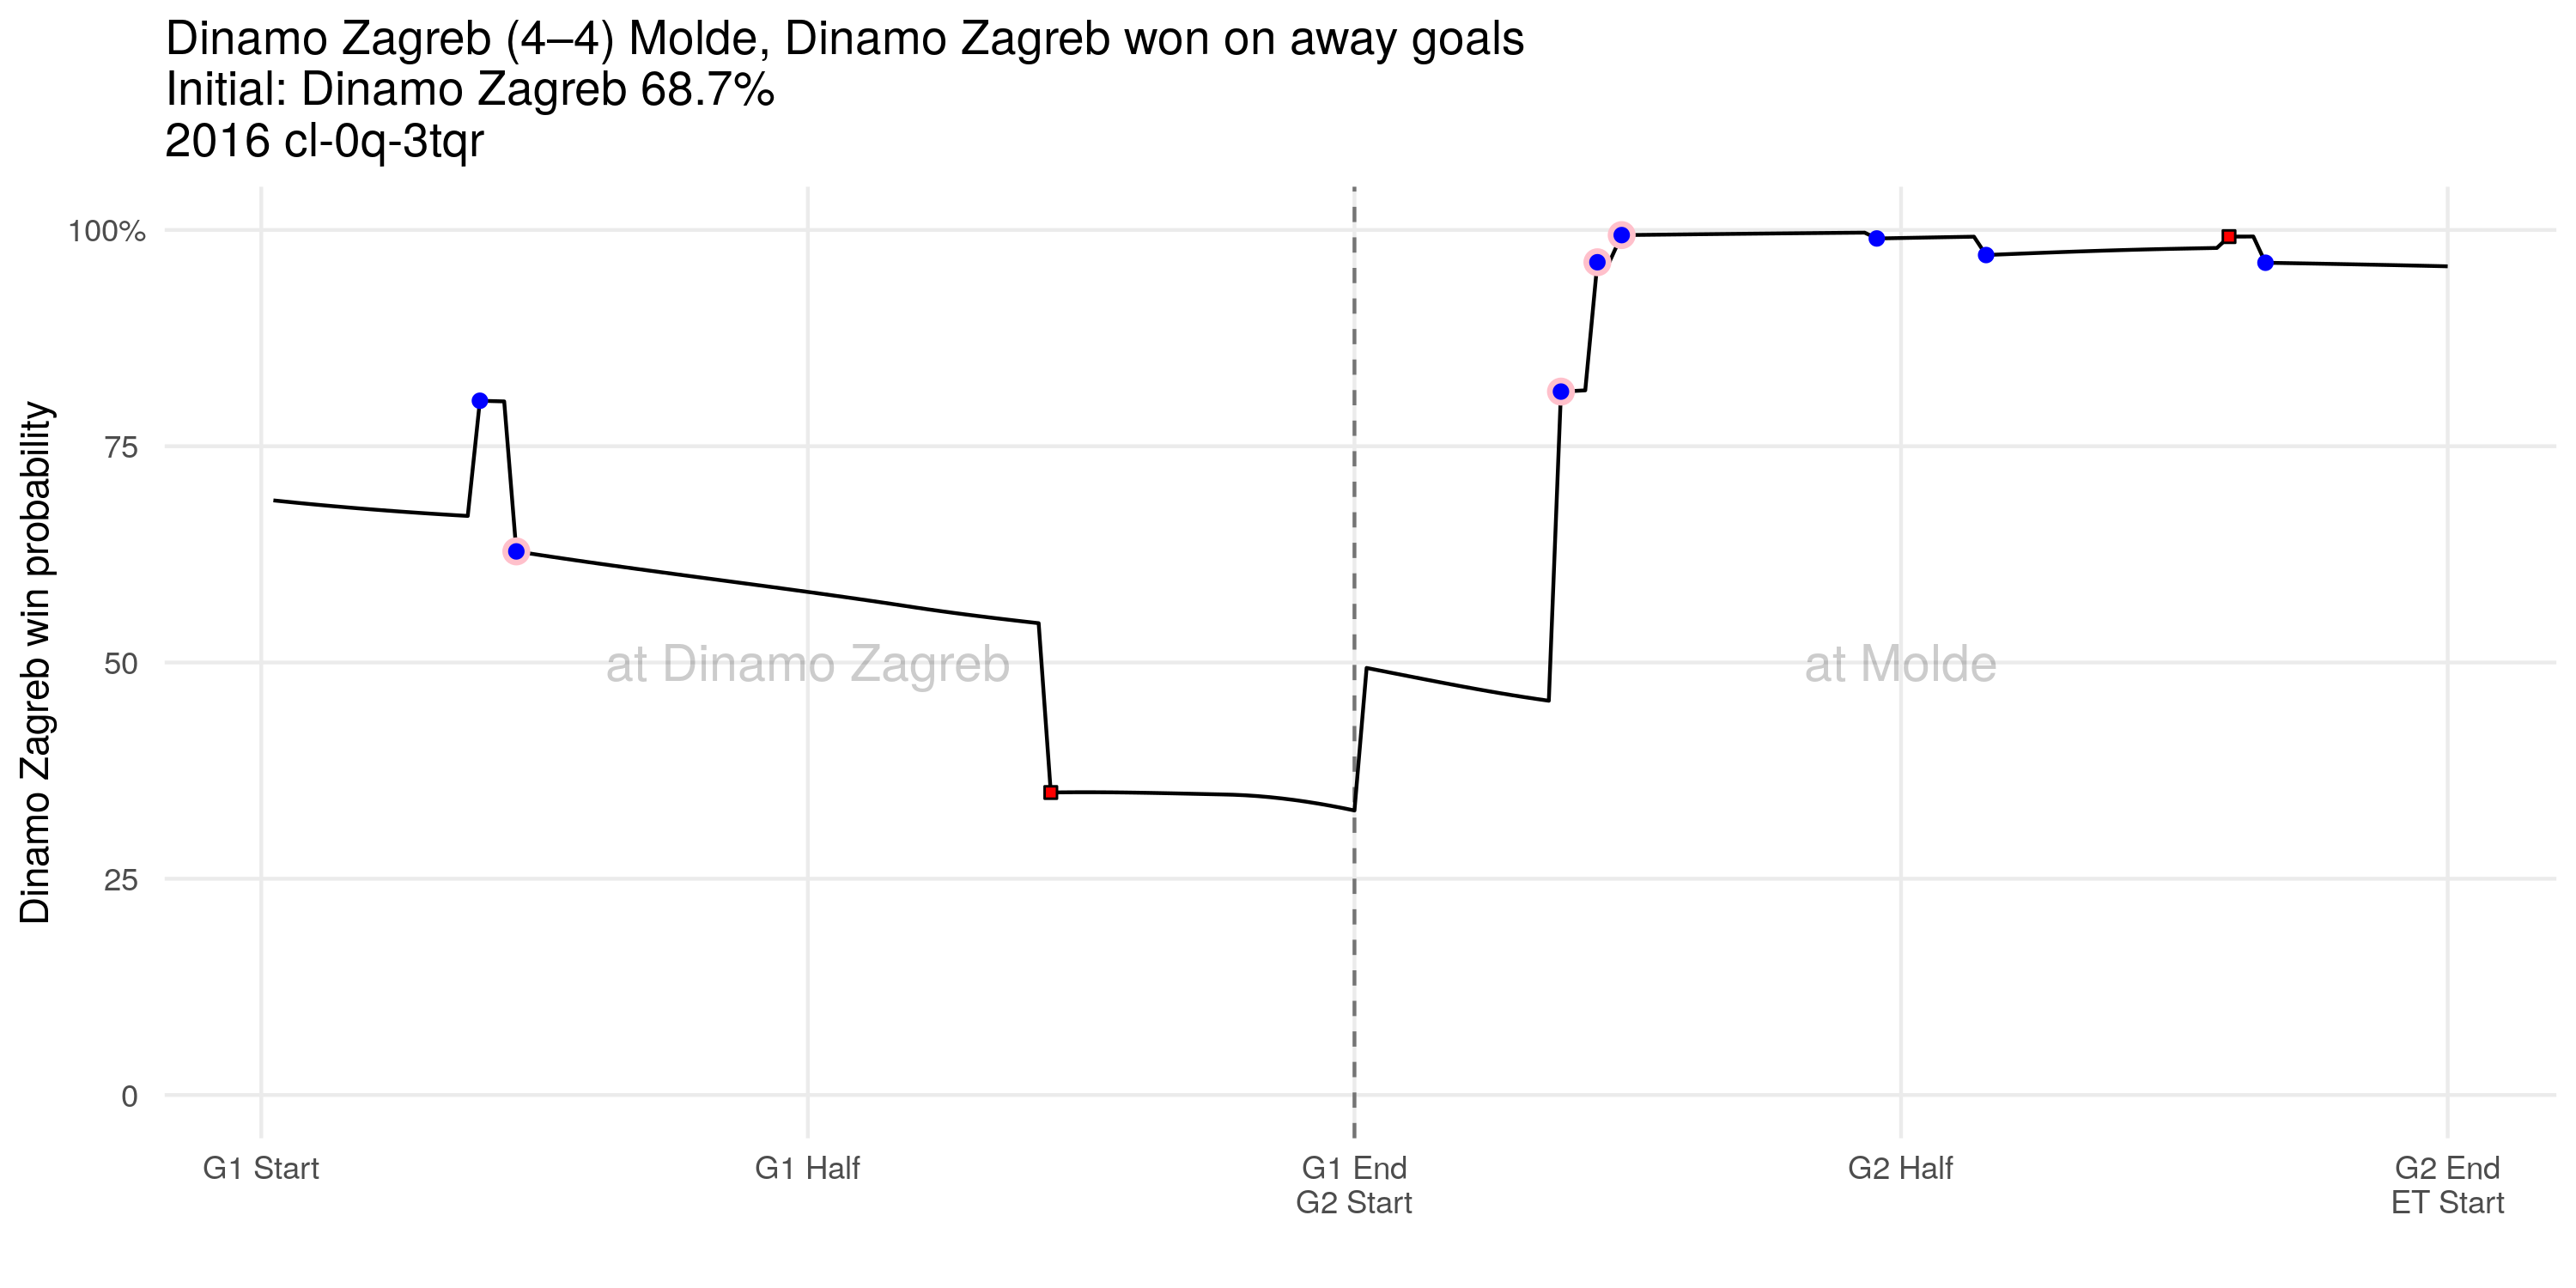 Dinamo Zagreb (4–4) Molde, Dinamo Zagreb won on away goals
Initial: Dinamo Zagreb 68.7%
2016 cl-0q-3tqr
Dinamo Zagreb win probability
100%
75
50
25
0
at Dinamo Zagreb
at Molde
G1 Start
G1 Half
G1 End
G2 Start
G2 Half
G2 End
ET Start